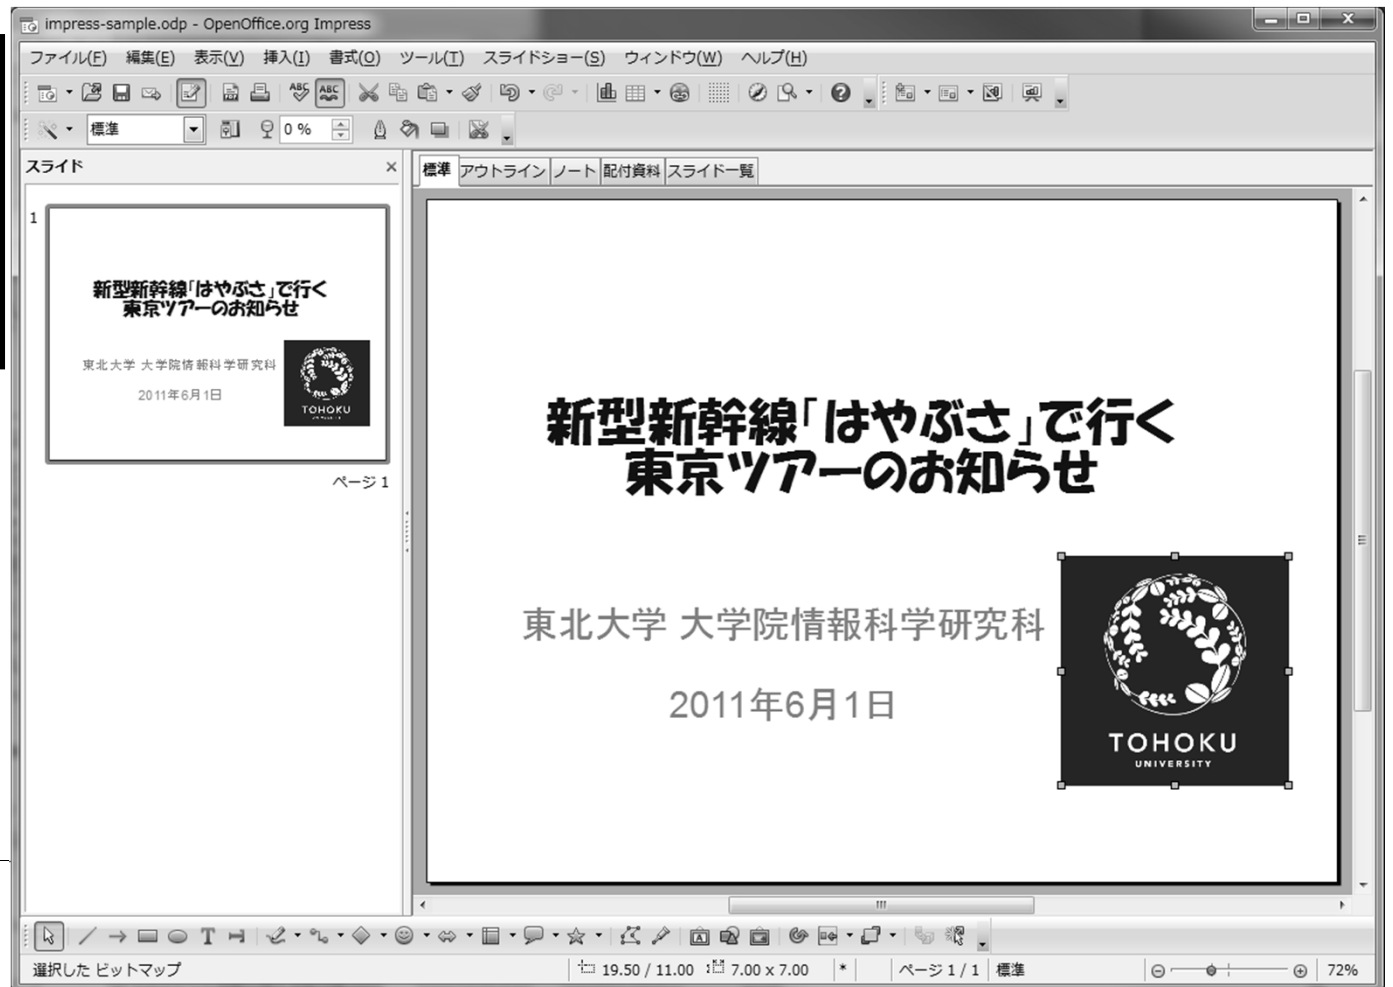 impress-sample.odp - OpenOffice.org Impress
ファイル(F) 編集(E) 表示(V) 挿入(I) 書式(O) ツール(T) スライドショー(S) ウィンドウ(W) ヘルプ(H)
ABC ABC
標準 0 %
スライド
標準 アウトライン ノート 配付資料 スライド一覧
1
新型新幹線「はやぶさ」で行く
東京ツアーのお知らせ
東北大学 大学院情報科学研究科
2011年6月1日
TOHOKU
UNIVERSITY
ページ 1
新型新幹線「はやぶさ」で行く
東京ツアーのお知らせ
東北大学 大学院情報科学研究科
2011年6月1日
TOHOKU
UNIVERSITY
選択した ビットマップ 19.50 / 11.00 7.00 x 7.00 * ページ 1 / 1 標準 72%